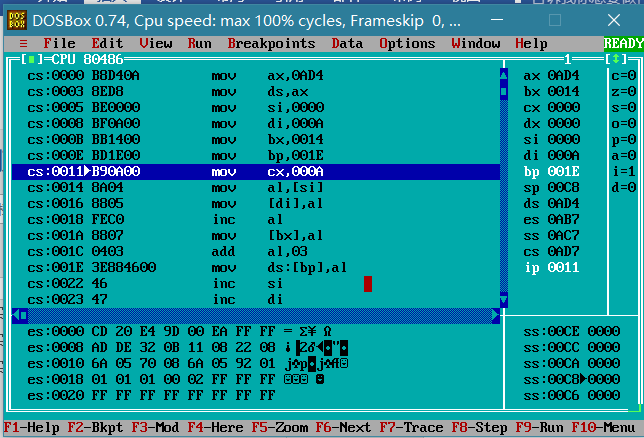 DOSBox 0.74, Cpu speed: max 100% cycles, Frameskip 0, ...
≡ File Edit View Run Breakpoints Data Options Window Help READY
[■]=CPU 80486 1 [↕]
cs:0000 B8D40A mov ax,0AD4 ax 0AD4 c=0
cs:0003 8ED8 mov ds,ax bx 0014 z=0
cs:0005 BE0000 mov si,0000 cx 0000 s=0
cs:0008 BF0A00 mov di,000A dx 0000 o=0
cs:000B BB1400 mov bx,0014 si 0000 p=0
cs:000E BD1E00 mov bp,001E di 000A a=0
cs:0011►B90A00 mov cx,000A bp 001E i=1
cs:0014 8A04 mov al,[si] sp 00C8 d=0
cs:0016 8805 mov [di],al ds 0AD4
cs:0018 FEC0 inc al es 0AB7
cs:001A 8807 mov [bx],al ss 0AC7
cs:001C 0403 add al,03 cs 0AD7
cs:001E 3E884600 mov ds:[bp],al ip 0011
cs:0022 46 inc si
cs:0023 47 inc di
es:0000 CD 20 E4 9D 00 EA FF FF = Σ¥ Ω ss:00CE 0000
es:0008 AD DE 32 0B 11 08 22 08 ss:00CC 0000
es:0010 6A 05 70 08 6A 05 92 01 ss:00CA 0000
es:0018 01 01 01 00 02 FF FF FF ☺☺☺ ☻ ss:00C8►0000
es:0020 FF FF FF FF FF FF FF FF ss:00C6 0000
F1-Help F2-Bkpt F3-Mod F4-Here F5-Zoom F6-Next F7-Trace F8-Step F9-Run F10-Menu